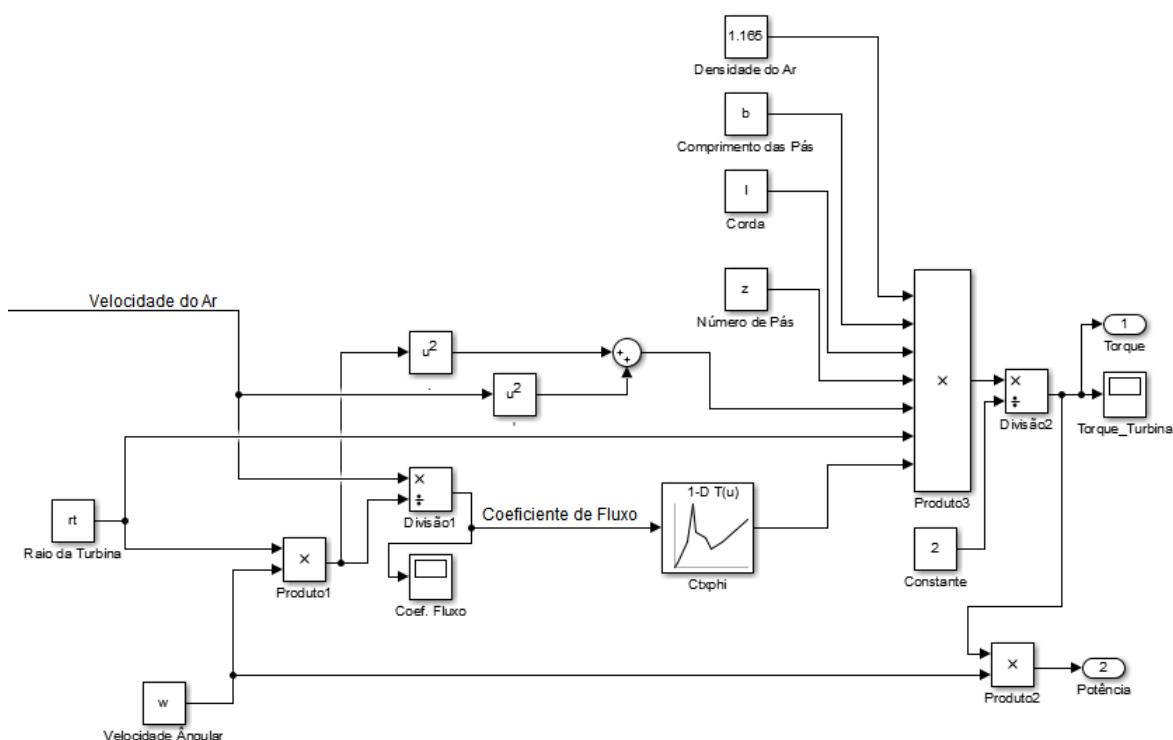 1.165
Densidade do Ar
b
Comprimento das Pás
l
Corda
z
Número de Pás
Velocidade do Ar
u²
u²
+
+
×
Produto3
×
÷
Divisão2
1
Torque
Torque_Turbina
rt
Raio da Turbina
×
Produto1
×
÷
Divisão1
Coeficiente de Fluxo
Coef. Fluxo
1-D T(u)
Ctxphi
2
Constante
w
Velocidade Ângular
×
Produto2
2
Potência